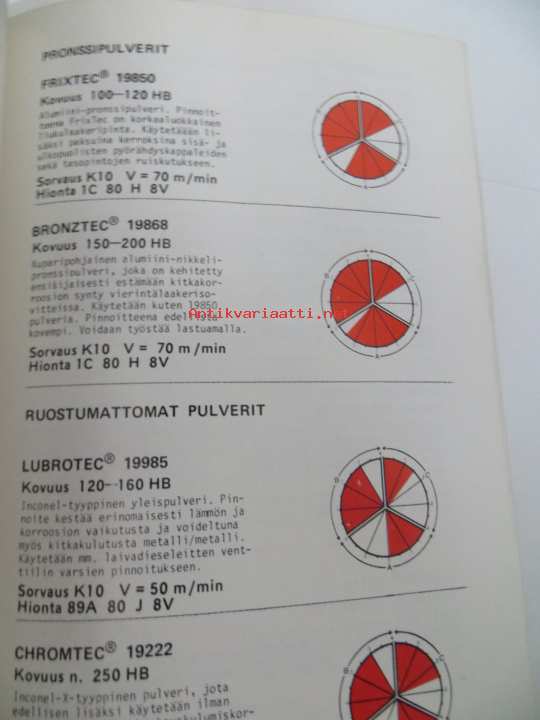 PRONSSIPULVERIT
FRIXTEC® 19850
Kovuus 100—120 HB
Alumiini-pronssipulveri. Pinnoit-
teena FrixTec on korkealuokkainen
liukulaakeripinta. Käytetään li-
säksi paksuina kerroksina sisä- ja
ulkopuolisten pyörähdyskappaleiden
sekä tasopintojen ruiskutukseen.
Sorvaus K10 V = 70 m/min
Hionta 1C 80 H 8V
BRONZTEC® 19868
Kovuus 150—200 HB
Kuparipohjainen alumiini-nikkeli-
pronssipulveri, joka on kehitetty
ensikijaisesti estämään kitkakor-
roosion synty vierintälaakeriso-
vitteissa. Käytetään kuten 19850
pulveria. Pinnoitteena edellistä
kovempi. Voidaan työstää lastuamalla.
Sorvaus K10 V = 70 m/min
Hionta 1C 80 H 8V
Antikvariaatti.net
RUOSTUMATTOMAT PULVERIT
LUBROTEC® 19985
Kovuus 120--160 HB
Inconel-tyyppinen yleispulveri. Pin-
noite kestää erinomaisesti lämmön ja
korroosion vaikutusta ja voideltuna
myös kitkakulutusta metalli/metalli.
Käytetään mm. laivadieseleitten vent-
tiilin varsien pinnoitukseen.
Sorvaus K10 V = 50 m/min
Hionta 89A 80 J 8V
CHROMTEC® 19222
Kovuus n. 250 HB
Inconel-X-tyyppinen pulveri, jota
edellisen lisäksi käytetään ilman